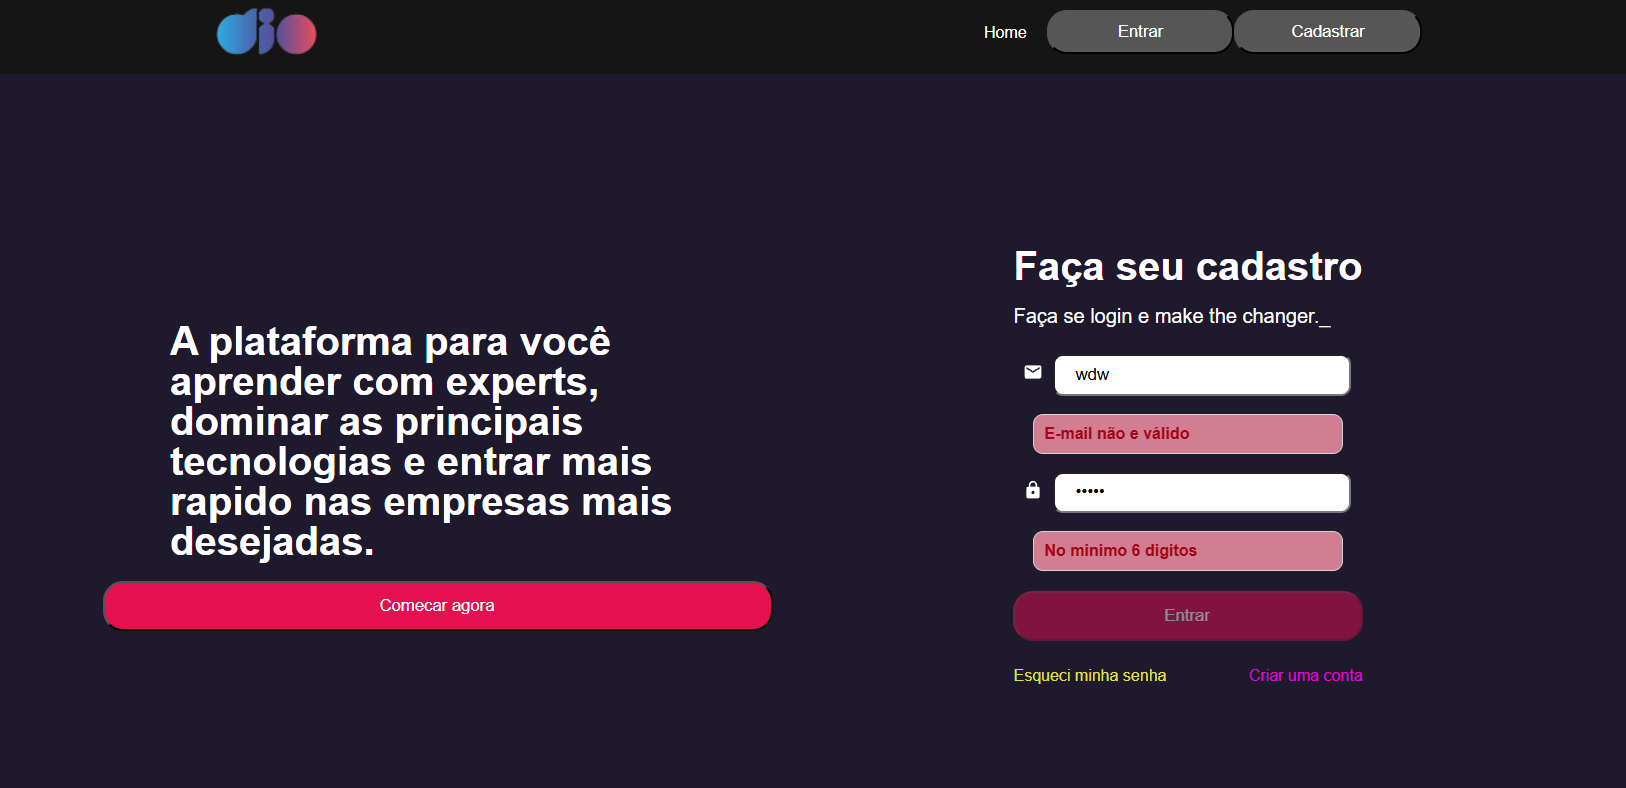 dio
Home
Entrar
Cadastrar
A plataforma para você
aprender com experts,
dominar as principais
tecnologias e entrar mais
rapido nas empresas mais
desejadas.
Comecar agora
Faça seu cadastro
Faça se login e make the changer._
wdw
E-mail não e válido
•••••
No minimo 6 digitos
Entrar
Esqueci minha senha
Criar uma conta